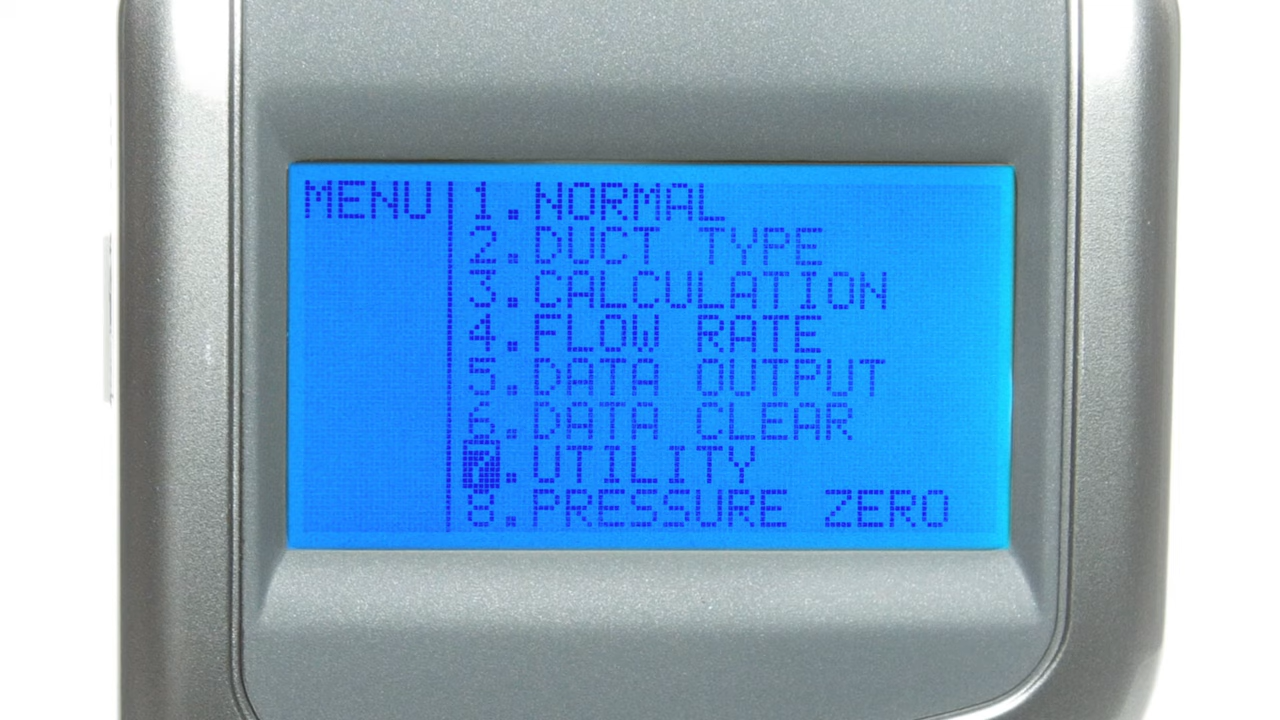 MENU 1.NORMAL
2.DUCT TYPE
3.CALCULATION
4.FLOW RATE
5.DATA OUTPUT
6.DATA CLEAR
7.UTILITY
8.PRESSURE ZERO